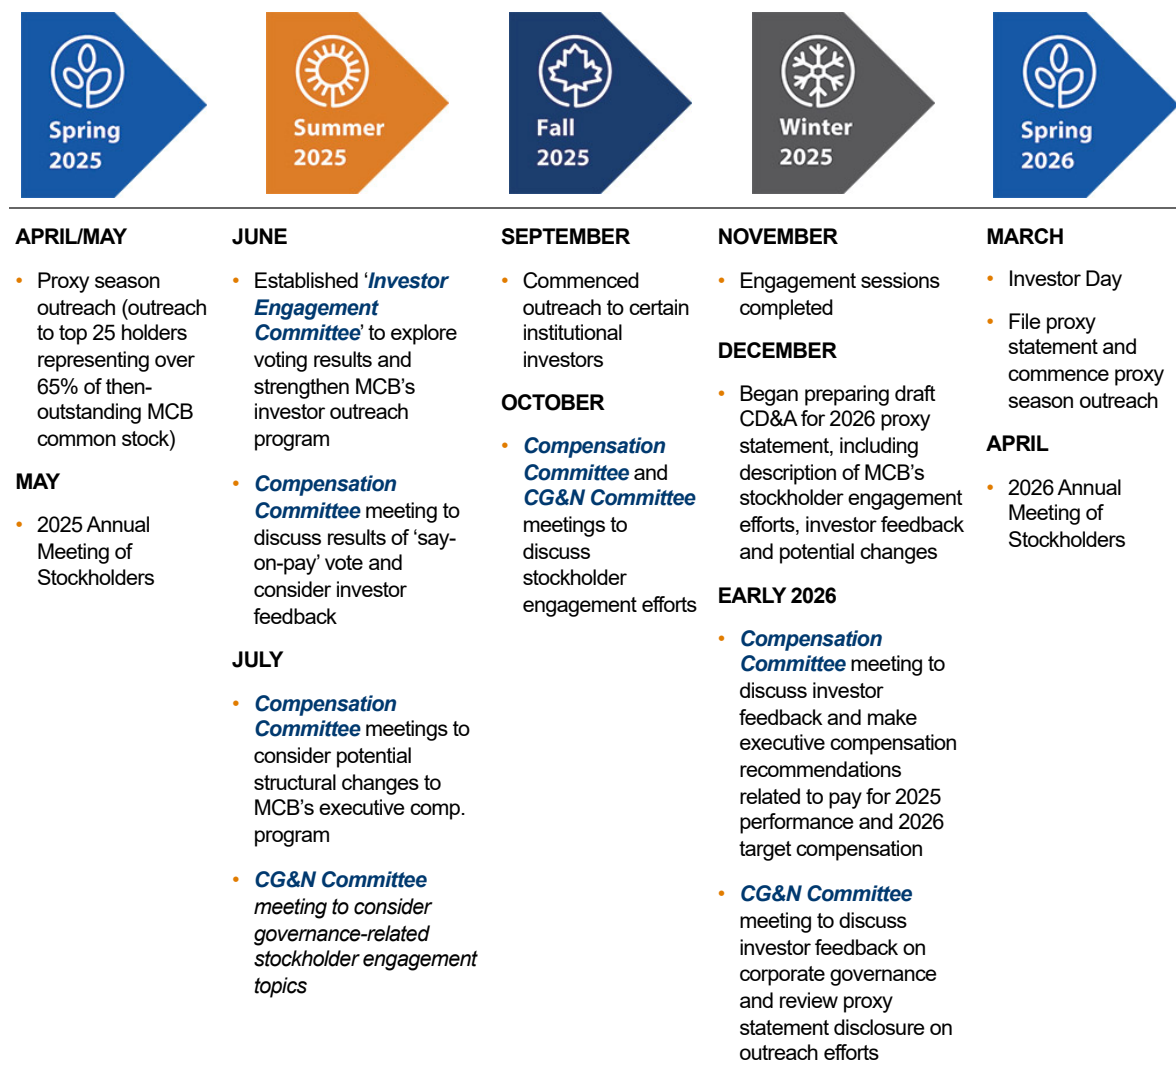 Spring
2025
Summer
2025
Fall
2025
Winter
2025
Spring
2026
APRIL/MAY
• Proxy season
outreach (outreach
to top 25 holders
representing over
65% of then-
outstanding MCB
common stock)
MAY
• 2025 Annual
Meeting of
Stockholders
JUNE
• Established ‘Investor
Engagement
Committee’ to explore
voting results and
strengthen MCB’s
investor outreach
program
• Compensation
Committee meeting to
discuss results of ‘say-
on-pay’ vote and
consider investor
feedback
JULY
• Compensation
Committee meetings to
consider potential
structural changes to
MCB’s executive comp.
program
• CG&N Committee
meeting to consider
governance-related
stockholder engagement
topics
SEPTEMBER
• Commenced
outreach to certain
institutional
investors
OCTOBER
• Compensation
Committee and
CG&N Committee
meetings to
discuss
stockholder
engagement efforts
NOVEMBER
• Engagement sessions
completed
DECEMBER
• Began preparing draft
CD&A for 2026 proxy
statement, including
description of MCB’s
stockholder engagement
efforts, investor feedback
and potential changes
EARLY 2026
• Compensation
Committee meeting to
discuss investor
feedback and make
executive compensation
recommendations
related to pay for 2025
performance and 2026
target compensation
• CG&N Committee
meeting to discuss
investor feedback on
corporate governance
and review proxy
statement disclosure on
outreach efforts
MARCH
• Investor Day
• File proxy
statement and
commence proxy
season outreach
APRIL
• 2026 Annual
Meeting of
Stockholders